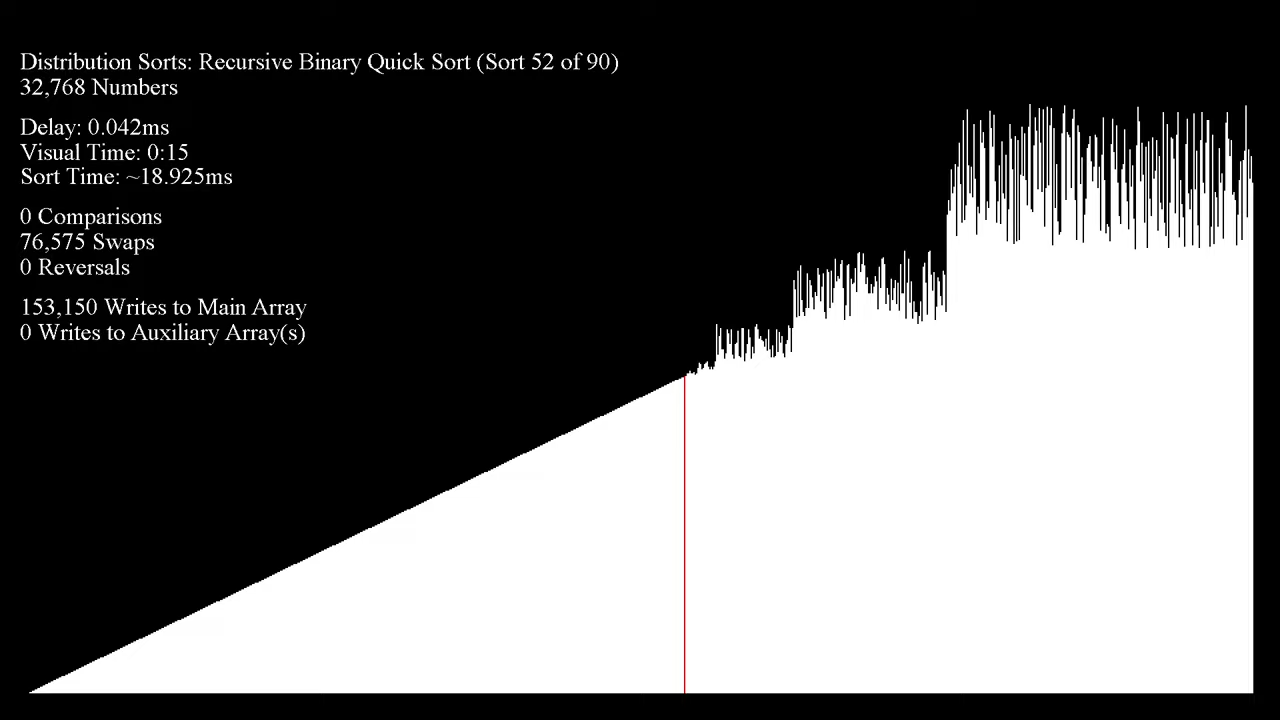 Distribution Sorts: Recursive Binary Quick Sort (Sort 52 of 90)
32,768 Numbers
Delay: 0.042ms
Visual Time: 0:15
Sort Time: ~18.925ms
0 Comparisons
76,575 Swaps
0 Reversals
153,150 Writes to Main Array
0 Writes to Auxiliary Array(s)